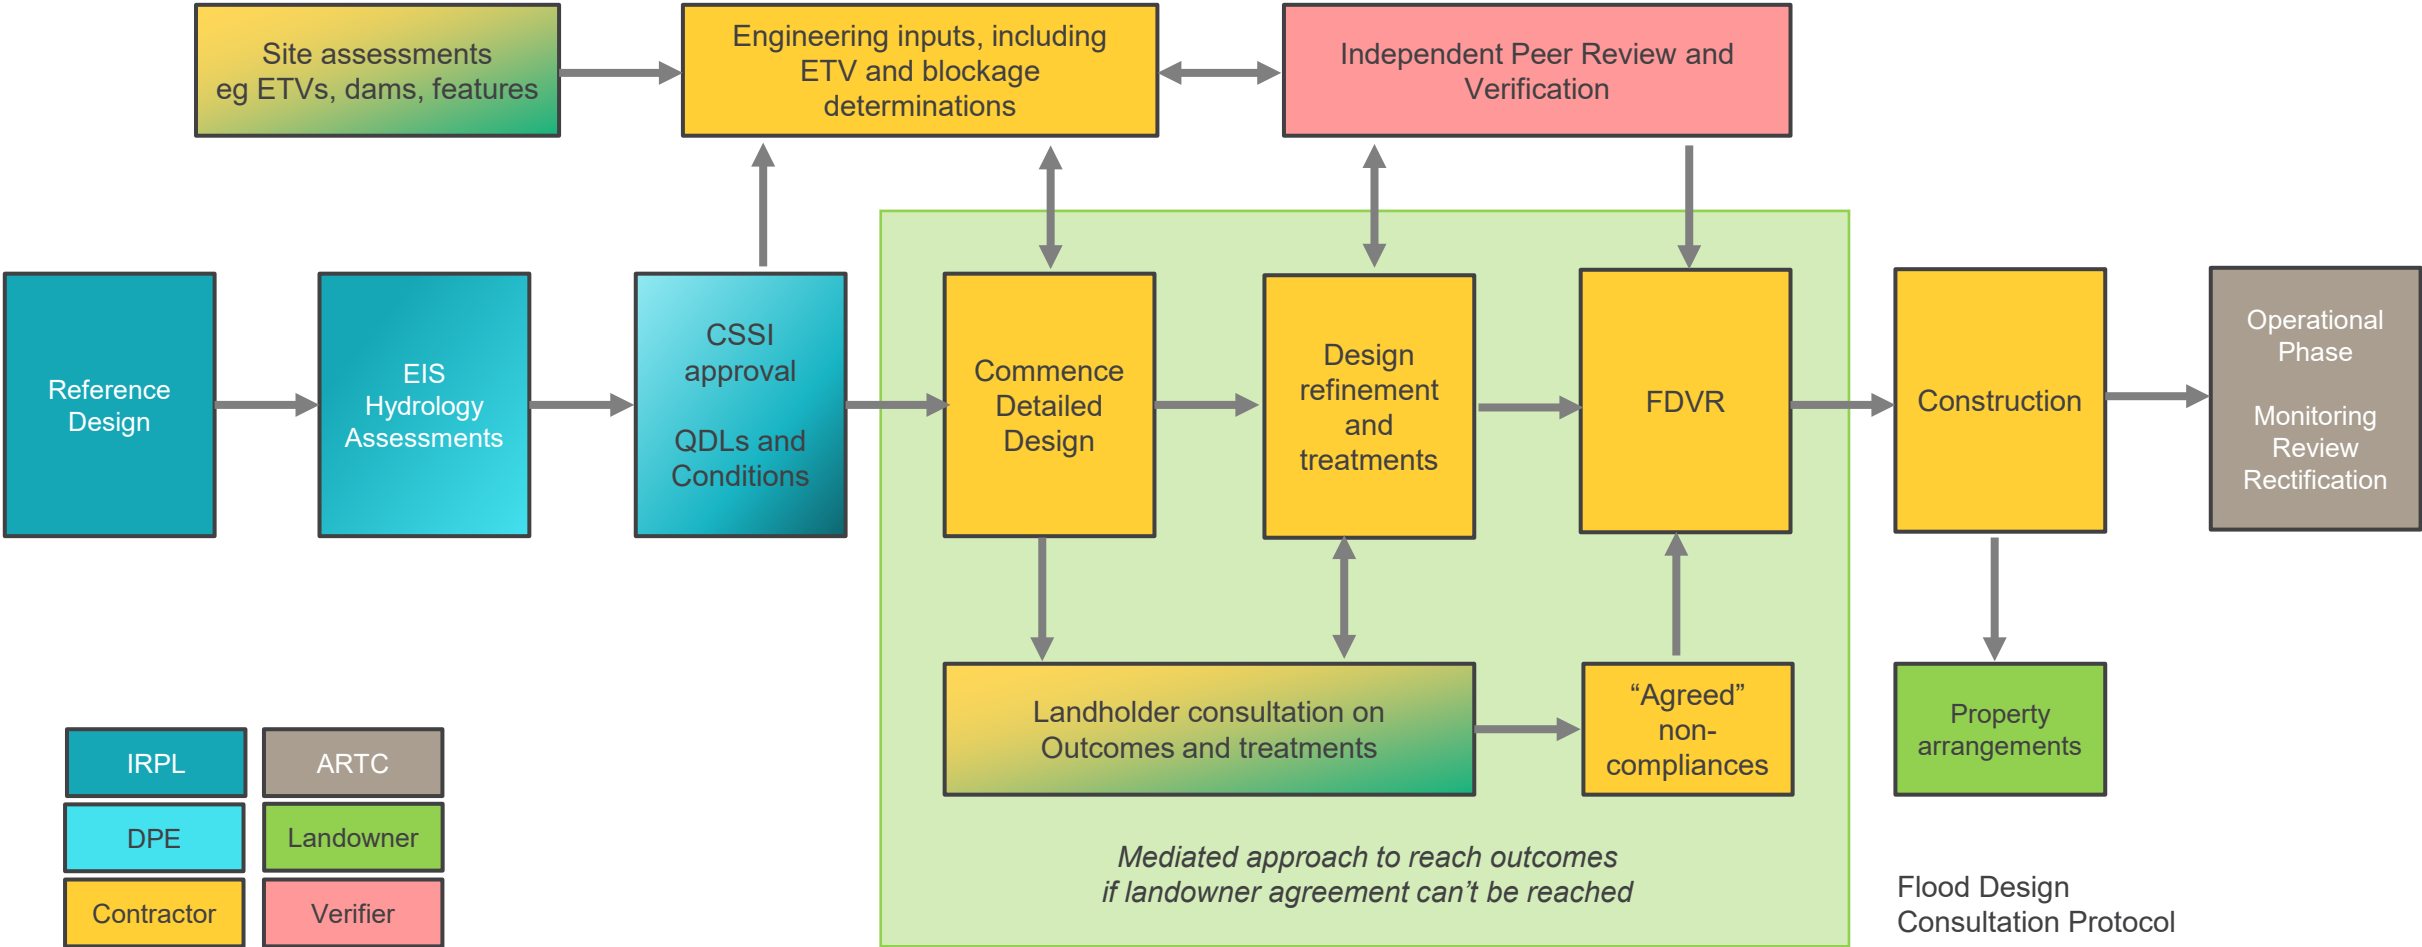 Site assessments
eg ETVs, dams, features
Engineering inputs, including
ETV and blockage
determinations
Independent Peer Review and
Verification
Reference
Design
EIS
Hydrology
Assessments
CSSI
approval
QDLs and
Conditions
Commence
Detailed
Design
Design
refinement
and
treatments
FDVR
Construction
Operational
Phase
Monitoring
Review
Rectification
Landholder consultation on
Outcomes and treatments
“Agreed”
non-
compliances
Property
arrangements
IRPL
ARTC
DPE
Landowner
Contractor
Verifier
Mediated approach to reach outcomes
if landowner agreement can’t be reached
Flood Design
Consultation Protocol